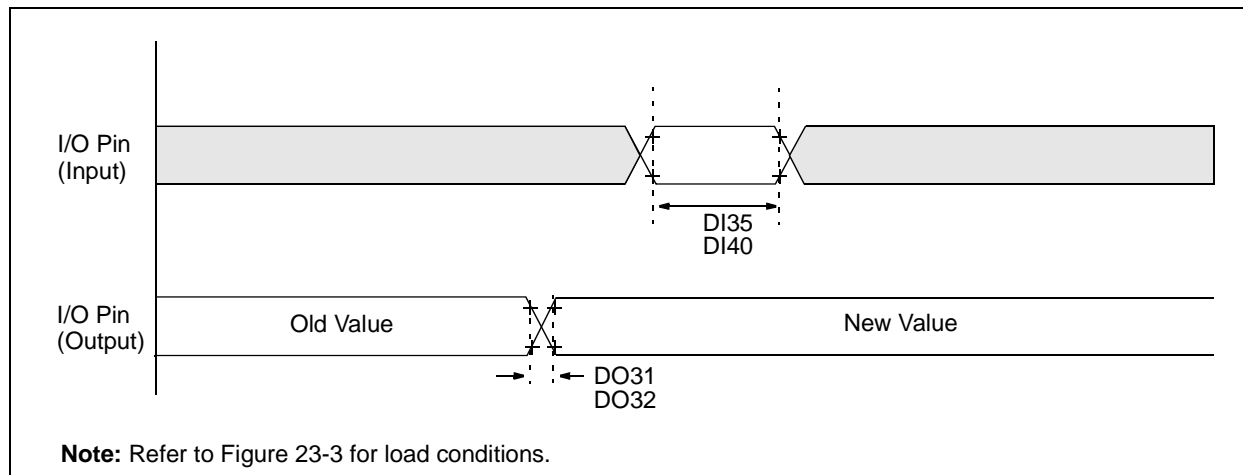 I/O Pin
(Input)
DI35
DI40
I/O Pin
(Output)
Old Value
New Value
DO31
DO32
Note: Refer to Figure 23-3 for load conditions.